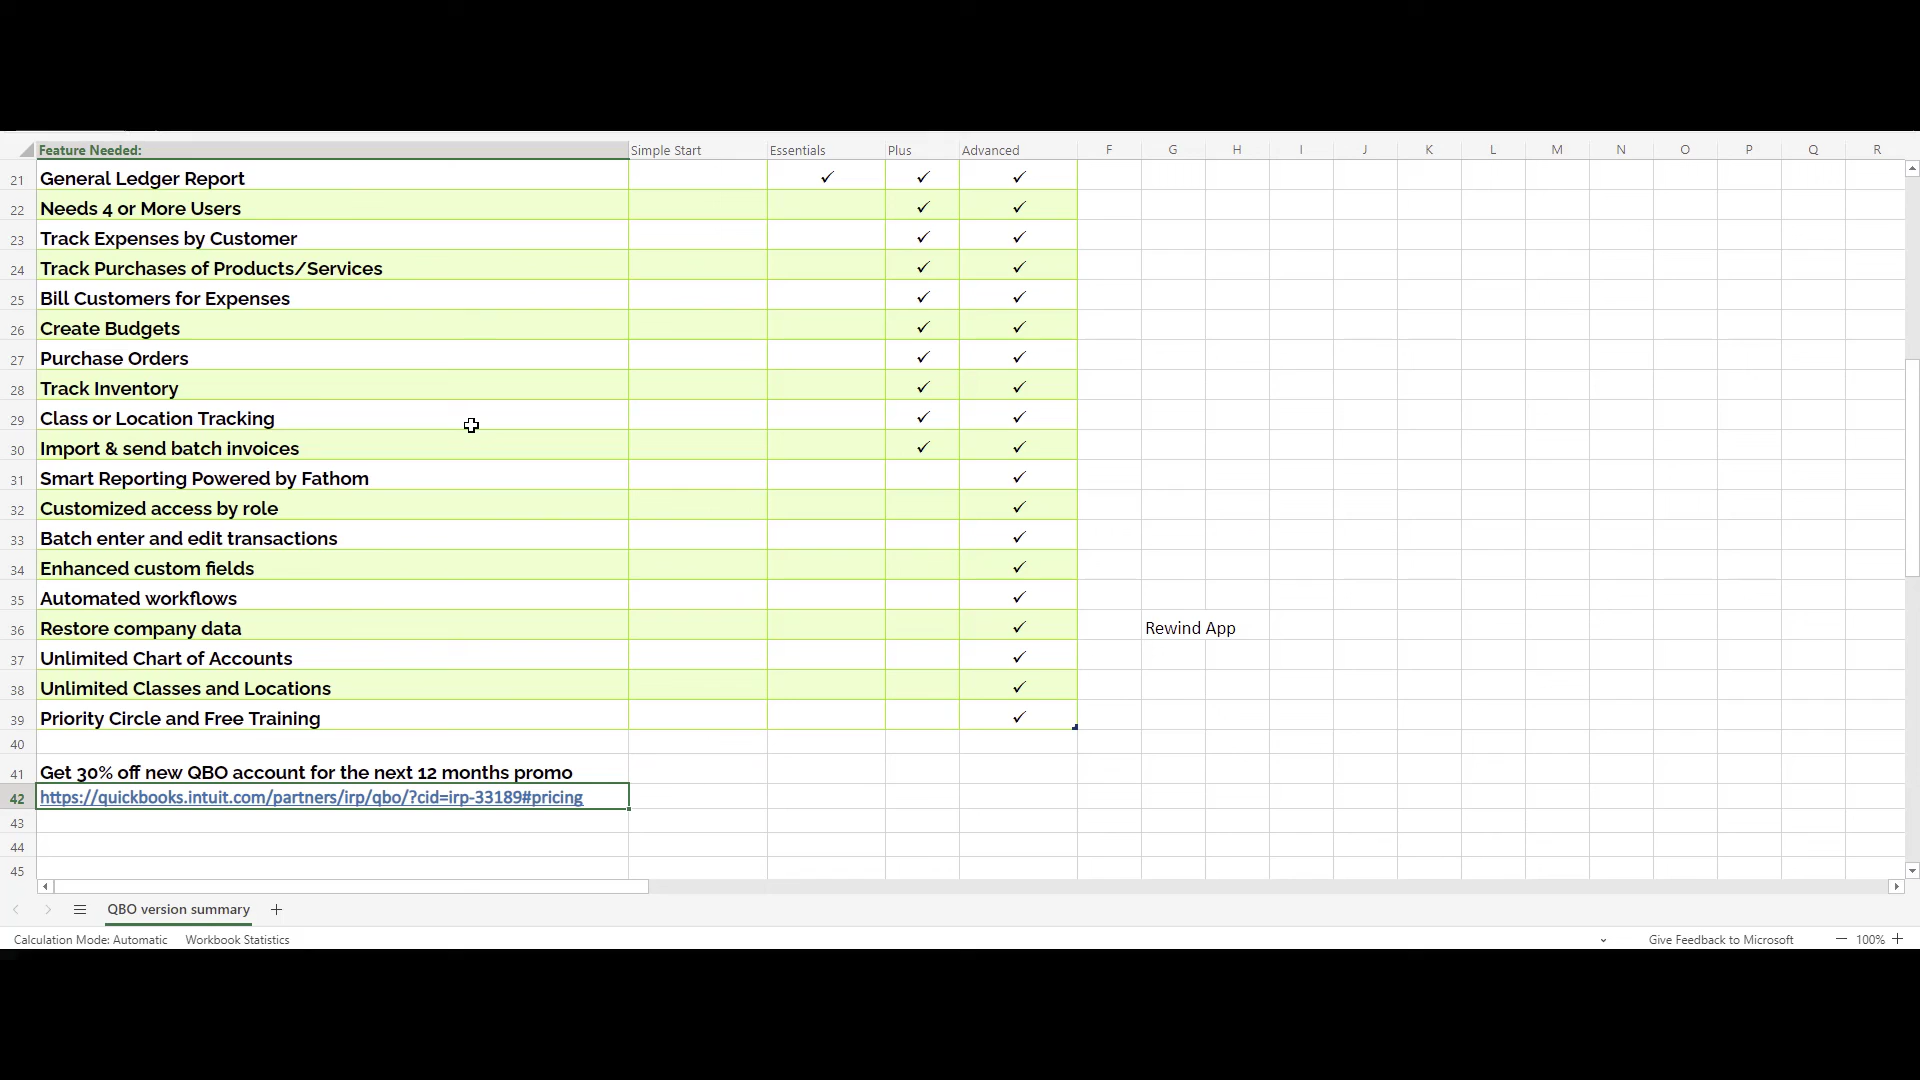 Feature Needed: Simple Start Essentials Plus Advanced F G H I J K L M N O P Q R
21 General Ledger Report ✓ ✓ ✓
22 Needs 4 or More Users ✓ ✓
23 Track Expenses by Customer ✓ ✓
24 Track Purchases of Products/Services ✓ ✓
25 Bill Customers for Expenses ✓ ✓
26 Create Budgets ✓ ✓
27 Purchase Orders ✓ ✓
28 Track Inventory ✓ ✓
29 Class or Location Tracking ✓ ✓
30 Import & send batch invoices ✓ ✓
31 Smart Reporting Powered by Fathom ✓
32 Customized access by role ✓
33 Batch enter and edit transactions ✓
34 Enhanced custom fields ✓
35 Automated workflows ✓
36 Restore company data ✓ Rewind App
37 Unlimited Chart of Accounts ✓
38 Unlimited Classes and Locations ✓
39 Priority Circle and Free Training ✓
40
41 Get 30% off new QBO account for the next 12 months promo
42 https://quickbooks.intuit.com/partners/irp/qbo/?cid=irp-33189#pricing
43
44
45
QBO version summary
Calculation Mode: Automatic Workbook Statistics Give Feedback to Microsoft 100%